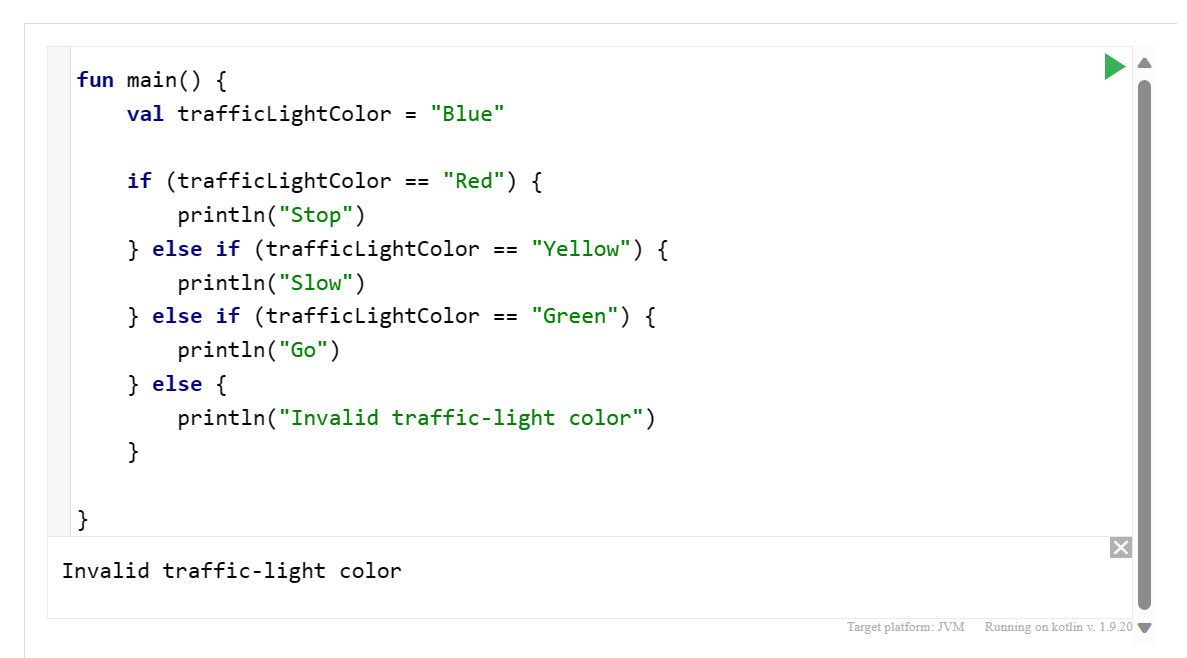 fun main() {
    val trafficLightColor = "Blue"

    if (trafficLightColor == "Red") {
        println("Stop")
    } else if (trafficLightColor == "Yellow") {
        println("Slow")
    } else if (trafficLightColor == "Green") {
        println("Go")
    } else {
        println("Invalid traffic-light color")
    }

}
Invalid traffic-light color
Target platform: JVM Running on kotlin v. 1.9.20